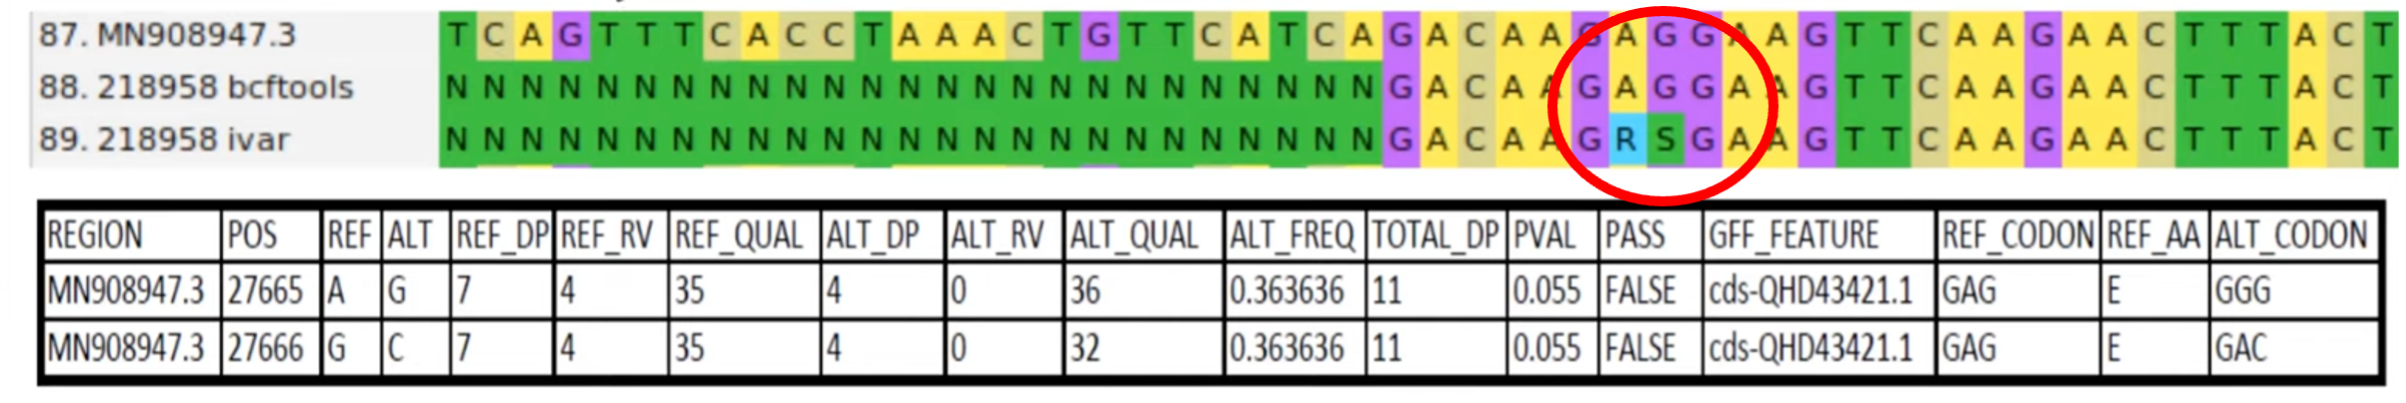 87. MN908947.3 T C A G T T T C A C C T A A A C T G T T C A T C A G A C A A G A G G A A G T T C A A G A A C T T T A C T
88. 218958 bcftools N N N N N N N N N N N N N N N N N N N N N N N N N G A C A A G A G G A A G T T C A A G A A C T T T A C T
89. 218958 ivar N N N N N N N N N N N N N N N N N N N N N N N N N G A C A A G R S G A A G T T C A A G A A C T T T A C T
REGION POS REF ALT REF_DP REF_RV REF_QUAL ALT_DP ALT_RV ALT_QUAL ALT_FREQ TOTAL_DP PVAL PASS GFF_FEATURE REF_CODON REF_AA ALT_CODON
MN908947.3 27665 A G 7 4 35 4 0 36 0.363636 11 0.055 FALSE cds-QHD43421.1 GAG E GGG
MN908947.3 27666 G C 7 4 35 4 0 32 0.363636 11 0.055 FALSE cds-QHD43421.1 GAG E GAC